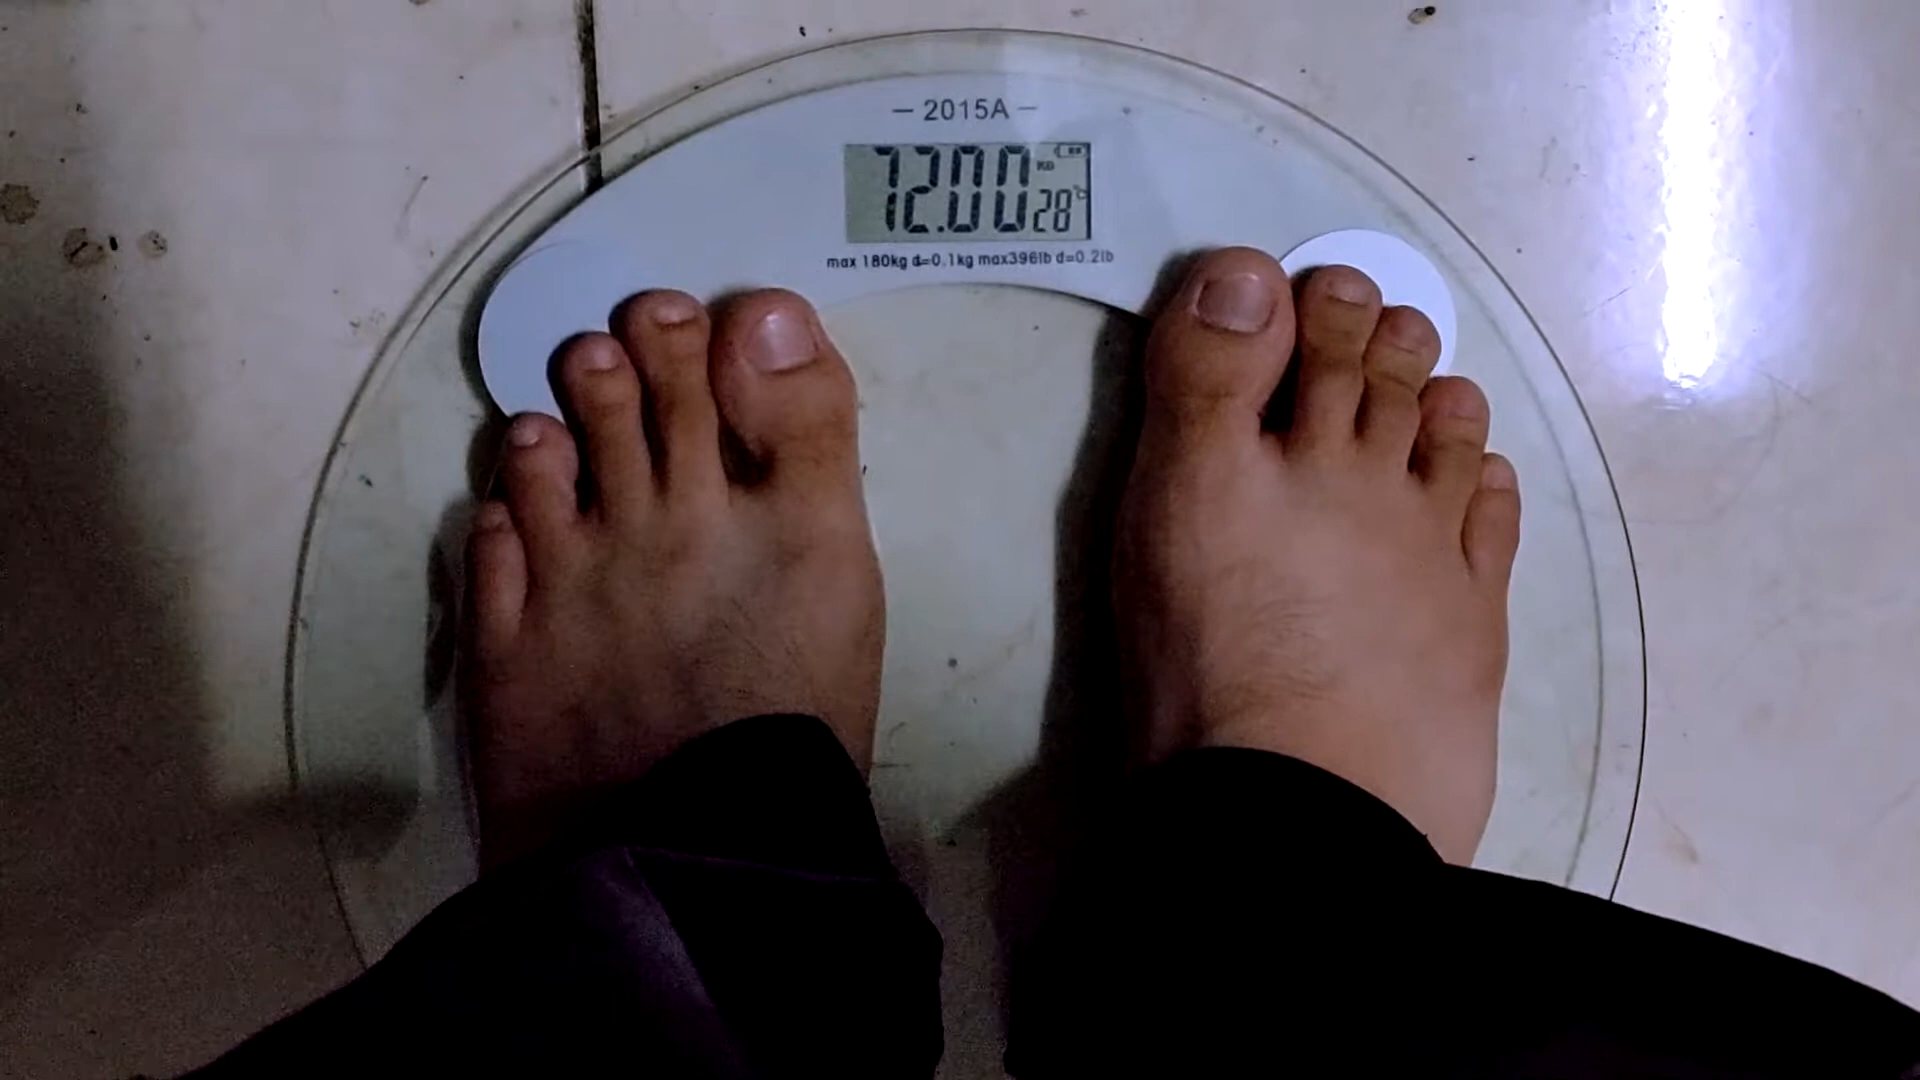 — 2015A —
72.00 KG
28°C
max 180kg d=0.1kg max396lb d=0.2lb